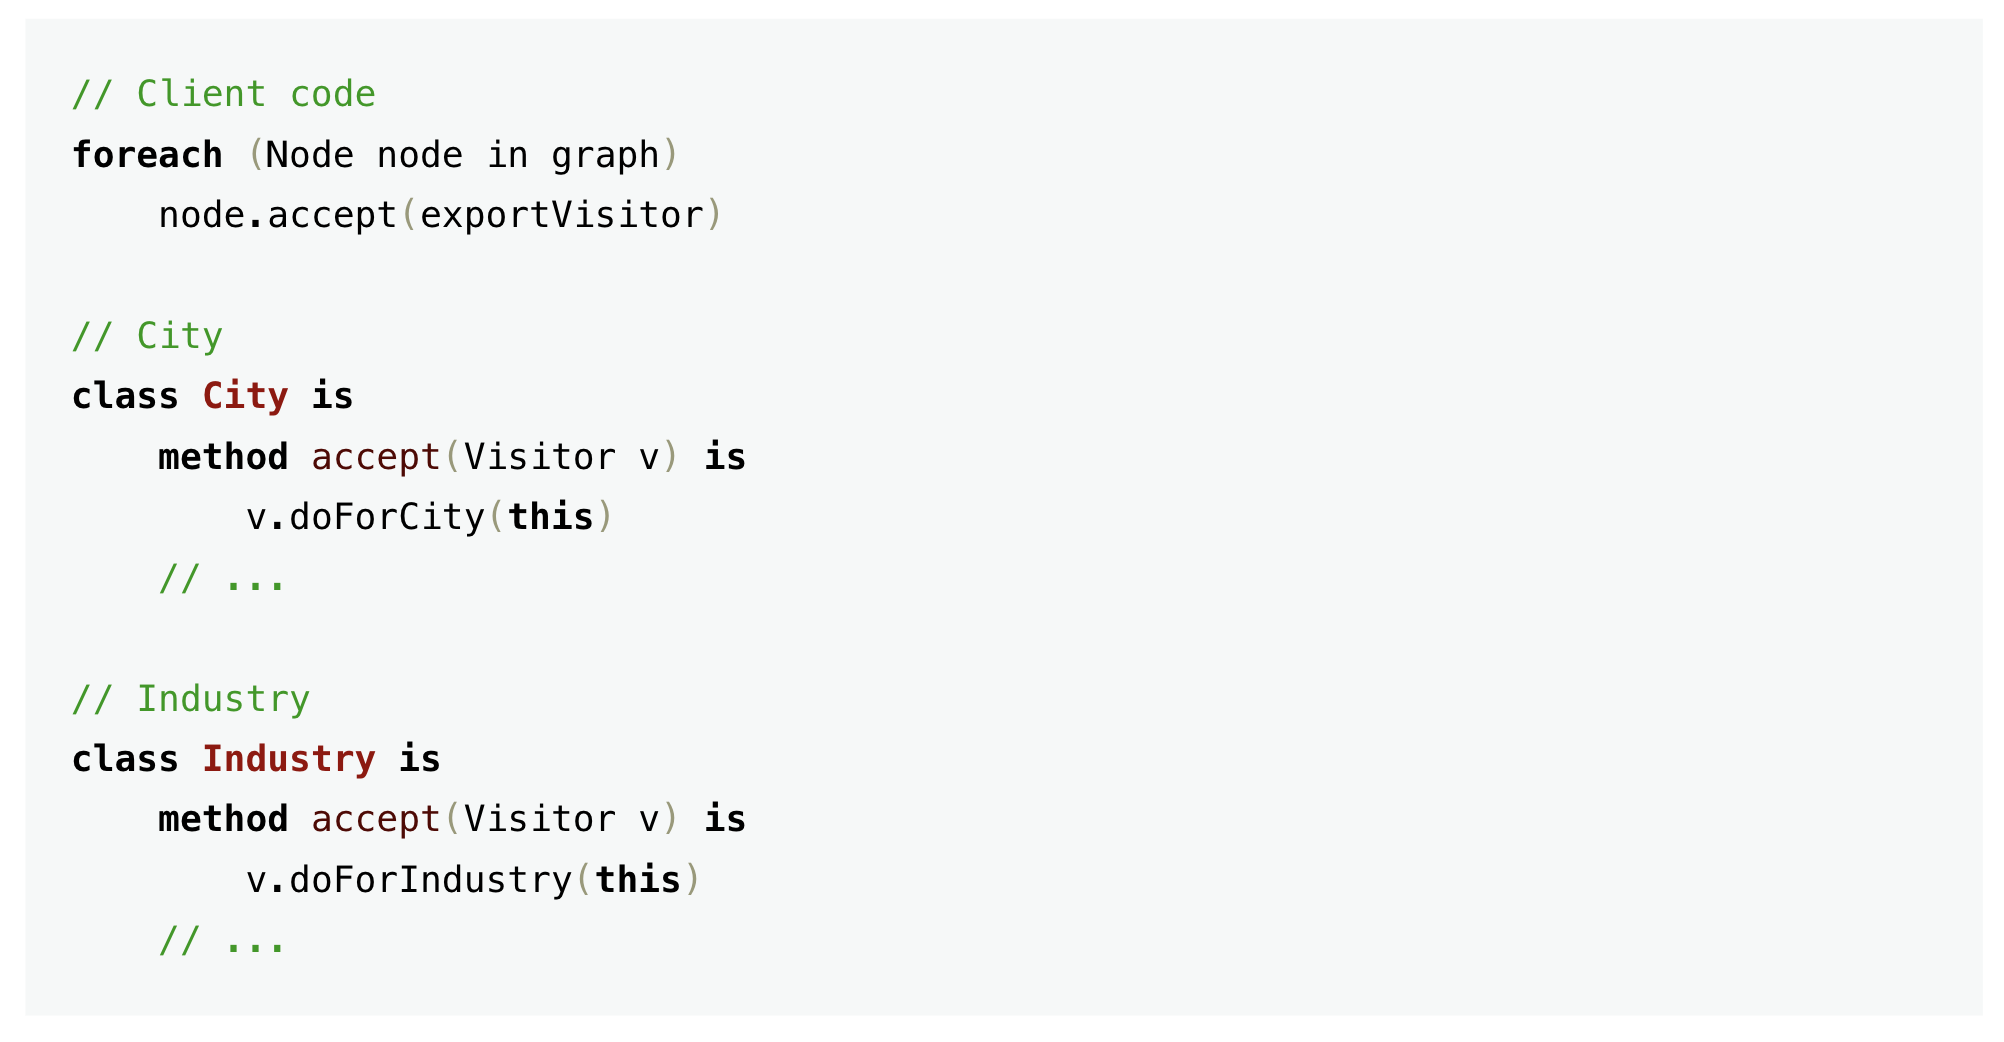 // Client code
foreach (Node node in graph)
    node.accept(exportVisitor)

// City
class City is
    method accept(Visitor v) is
        v.doForCity(this)
    // ...

// Industry
class Industry is
    method accept(Visitor v) is
        v.doForIndustry(this)
    // ...